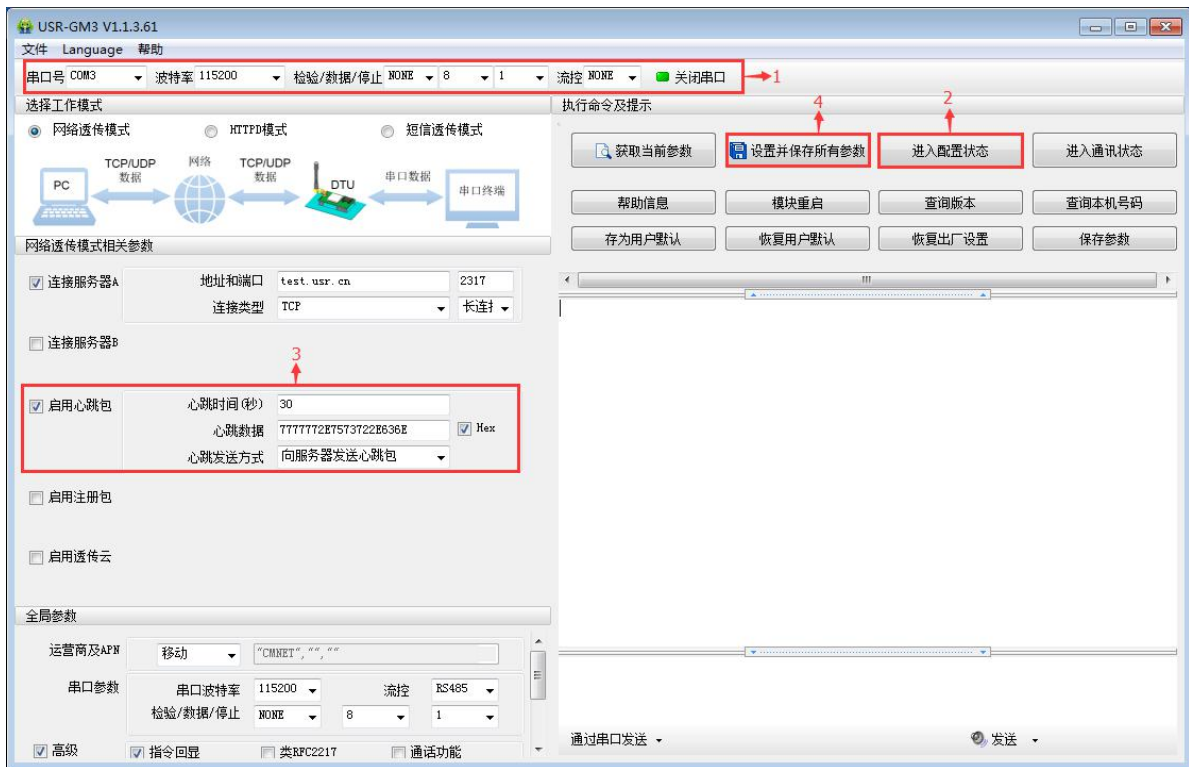 USR-GM3 V1.1.3.61
文件 Language 帮助
串口号 COM3 波特率 115200 检验/数据/停止 NONE 8 1 流控 NONE 关闭串口 1
选择工作模式
网络透传模式 HTTPD模式 短信透传模式
PC TCP/UDP 数据 网络 TCP/UDP 数据 DTU 串口数据 串口终端
网络透传模式相关参数
连接服务器A 地址和端口 test.usr.cn 2317
连接类型 TCP 长连接
连接服务器B
3
启用心跳包 心跳时间(秒) 30
心跳数据 7777772E7573722E636E Hex
心跳发送方式 向服务器发送心跳包
启用注册包
启用透传云
全局参数
运营商及APN 移动 "CMNET","",""
串口参数 串口波特率 115200 流控 RS485
检验/数据/停止 NONE 8 1
高级 指令回显 类RFC2217 通话功能
执行命令及提示
4 2
获取当前参数 设置并保存所有参数 进入配置状态 进入通讯状态
帮助信息 模块重启 查询版本 查询本机号码
存为用户默认 恢复用户默认 恢复出厂设置 保存参数
通过串口发送 发送